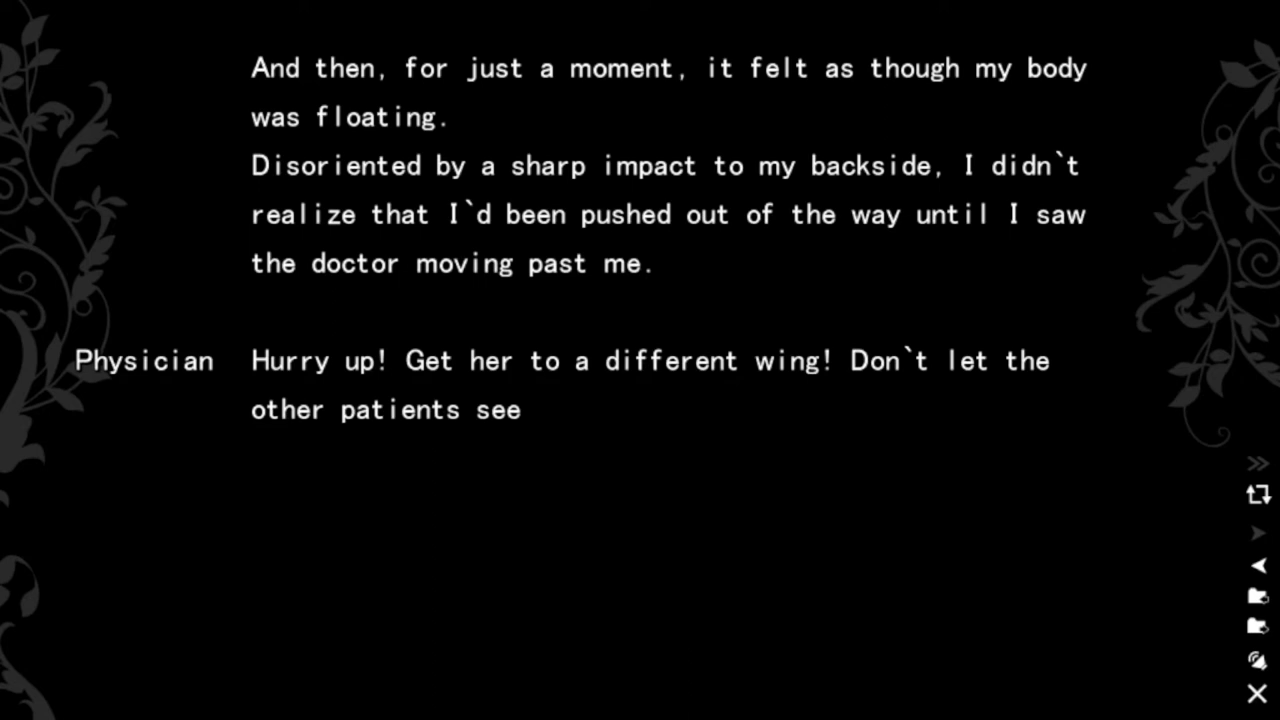 And then, for just a moment, it felt as though my body
was floating.
Disoriented by a sharp impact to my backside, I didn`t
realize that I`d been pushed out of the way until I saw
the doctor moving past me.
Physician Hurry up! Get her to a different wing! Don`t let the
other patients see